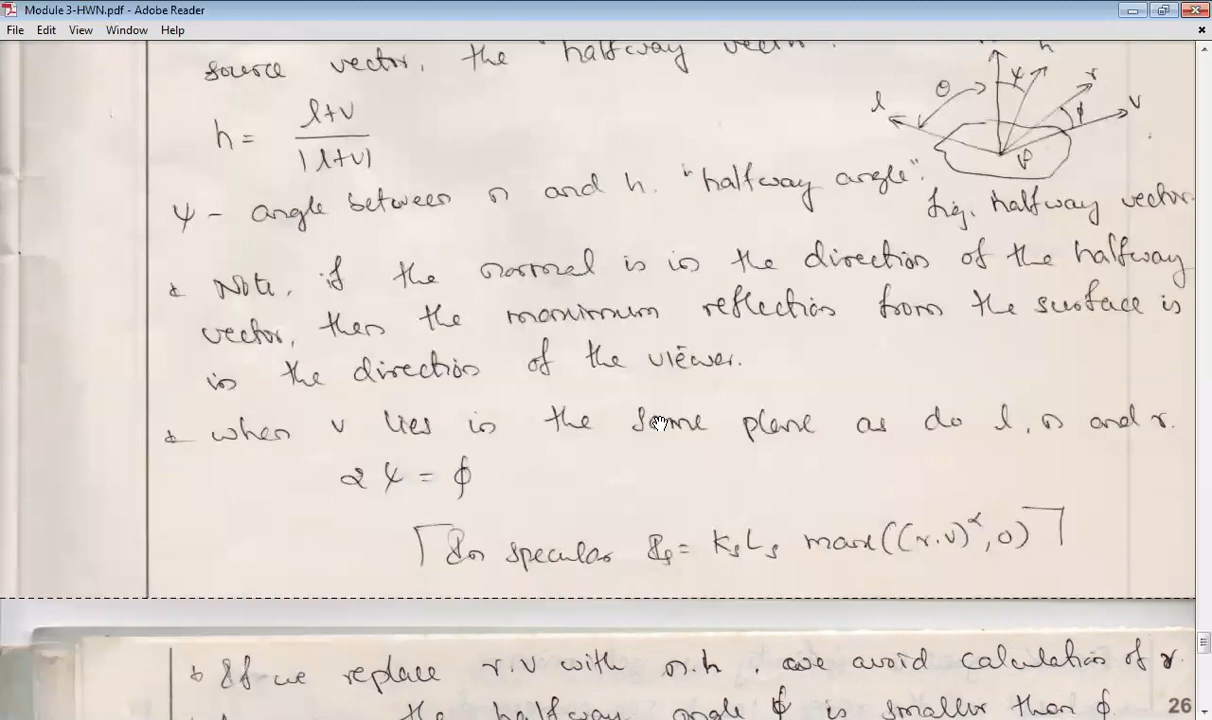 Module 3-HWN.pdf - Adobe Reader
File Edit View Window Help
source vector, the "halfway vector".
h = l+v / |l+v|
ψ - angle between n and h. "halfway angle".
l θ ψ h r ϕ v
fig. halfway vector
* Note, if the normal is in the direction of the halfway
vector, then the maximum reflection from the surface is
in the direction of the viewer.
* when v lies in the same plane as do l, n and r.
2ψ = ϕ
[In specular Is = ks Ls max((r.v)^α, 0)]
* If we replace r.v with n.h, we avoid calculation of r.
the halfway angle ψ is smaller than ϕ.
26